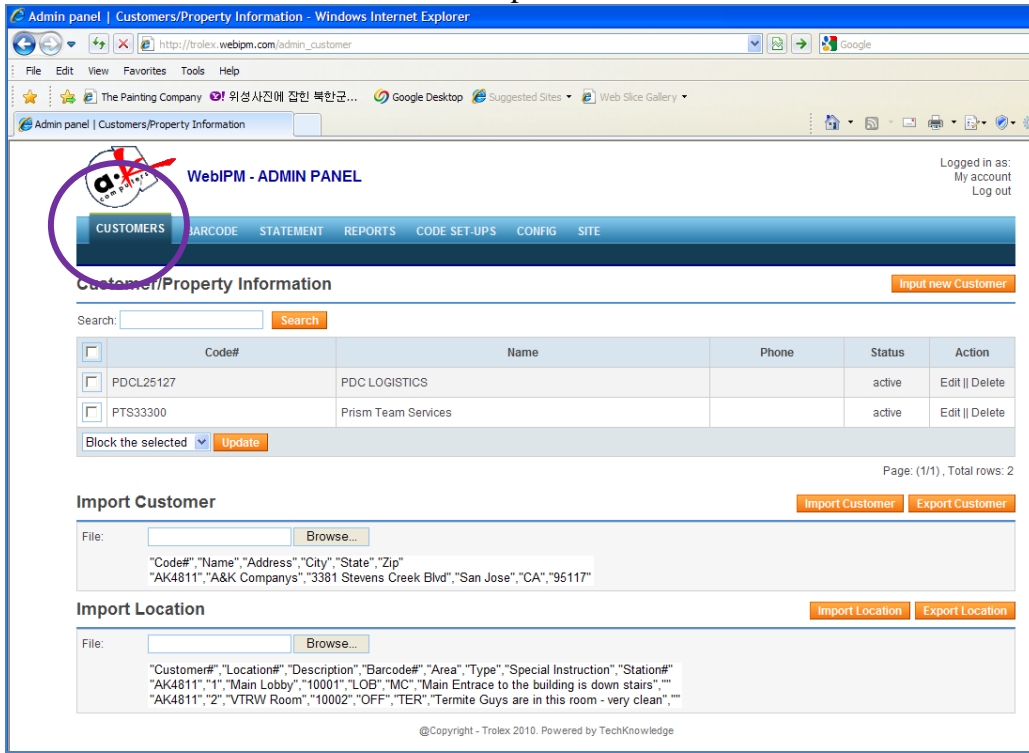 Admin panel | Customers/Property Information - Windows Internet Explorer
http://trolex.webipm.com/admin_customer
Google
File Edit View Favorites Tools Help
The Painting Company 위성사진에 잡힌 북한군... Google Desktop Suggested Sites Web Slice Gallery
Admin panel | Customers/Property Information
a.k computers
WebIPM - ADMIN PANEL
Logged in as:
My account
Log out
CUSTOMERS BARCODE STATEMENT REPORTS CODE SET-UPS CONFIG SITE
Customer/Property Information
Input new Customer
Search: Search
Code# Name Phone Status Action
PDCL25127 PDC LOGISTICS active Edit || Delete
PTS33300 Prism Team Services active Edit || Delete
Block the selected Update
Page: (1/1) , Total rows: 2
Import Customer
Import Customer Export Customer
File: Browse...
"Code#","Name","Address","City","State","Zip"
"AK4811","A&K Companys","3381 Stevens Creek Blvd","San Jose","CA","95117"
Import Location
Import Location Export Location
File: Browse...
"Customer#","Location#","Description","Barcode#","Area","Type","Special Instruction","Station#"
"AK4811","1","Main Lobby","10001","LOB","MC","Main Entrace to the building is down stairs",""
"AK4811","2","VTRW Room","10002","OFF","TER","Termite Guys are in this room - very clean",""
@Copyright - Trolex 2010. Powered by TechKnowledge